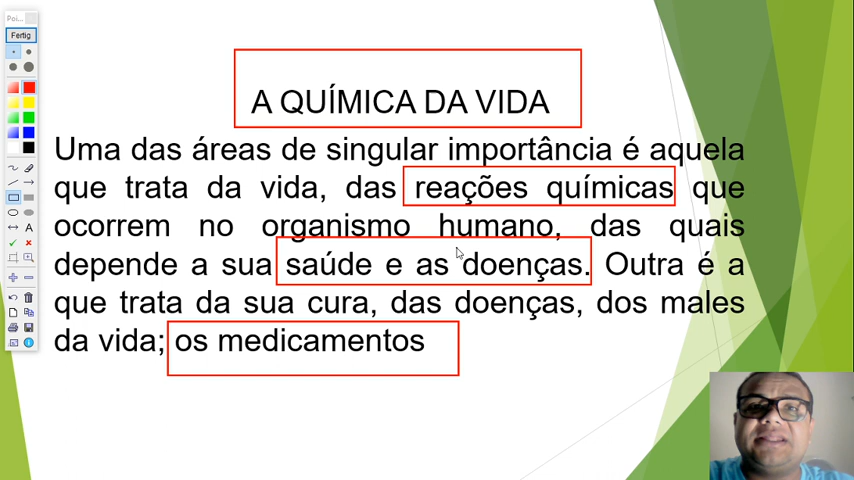 Poi...
Fertig
A
A QUÍMICA DA VIDA
Uma das áreas de singular importância é aquela
que trata da vida, das reações químicas que
ocorrem no organismo humano, das quais
depende a sua saúde e as doenças. Outra é a
que trata da sua cura, das doenças, dos males
da vida; os medicamentos